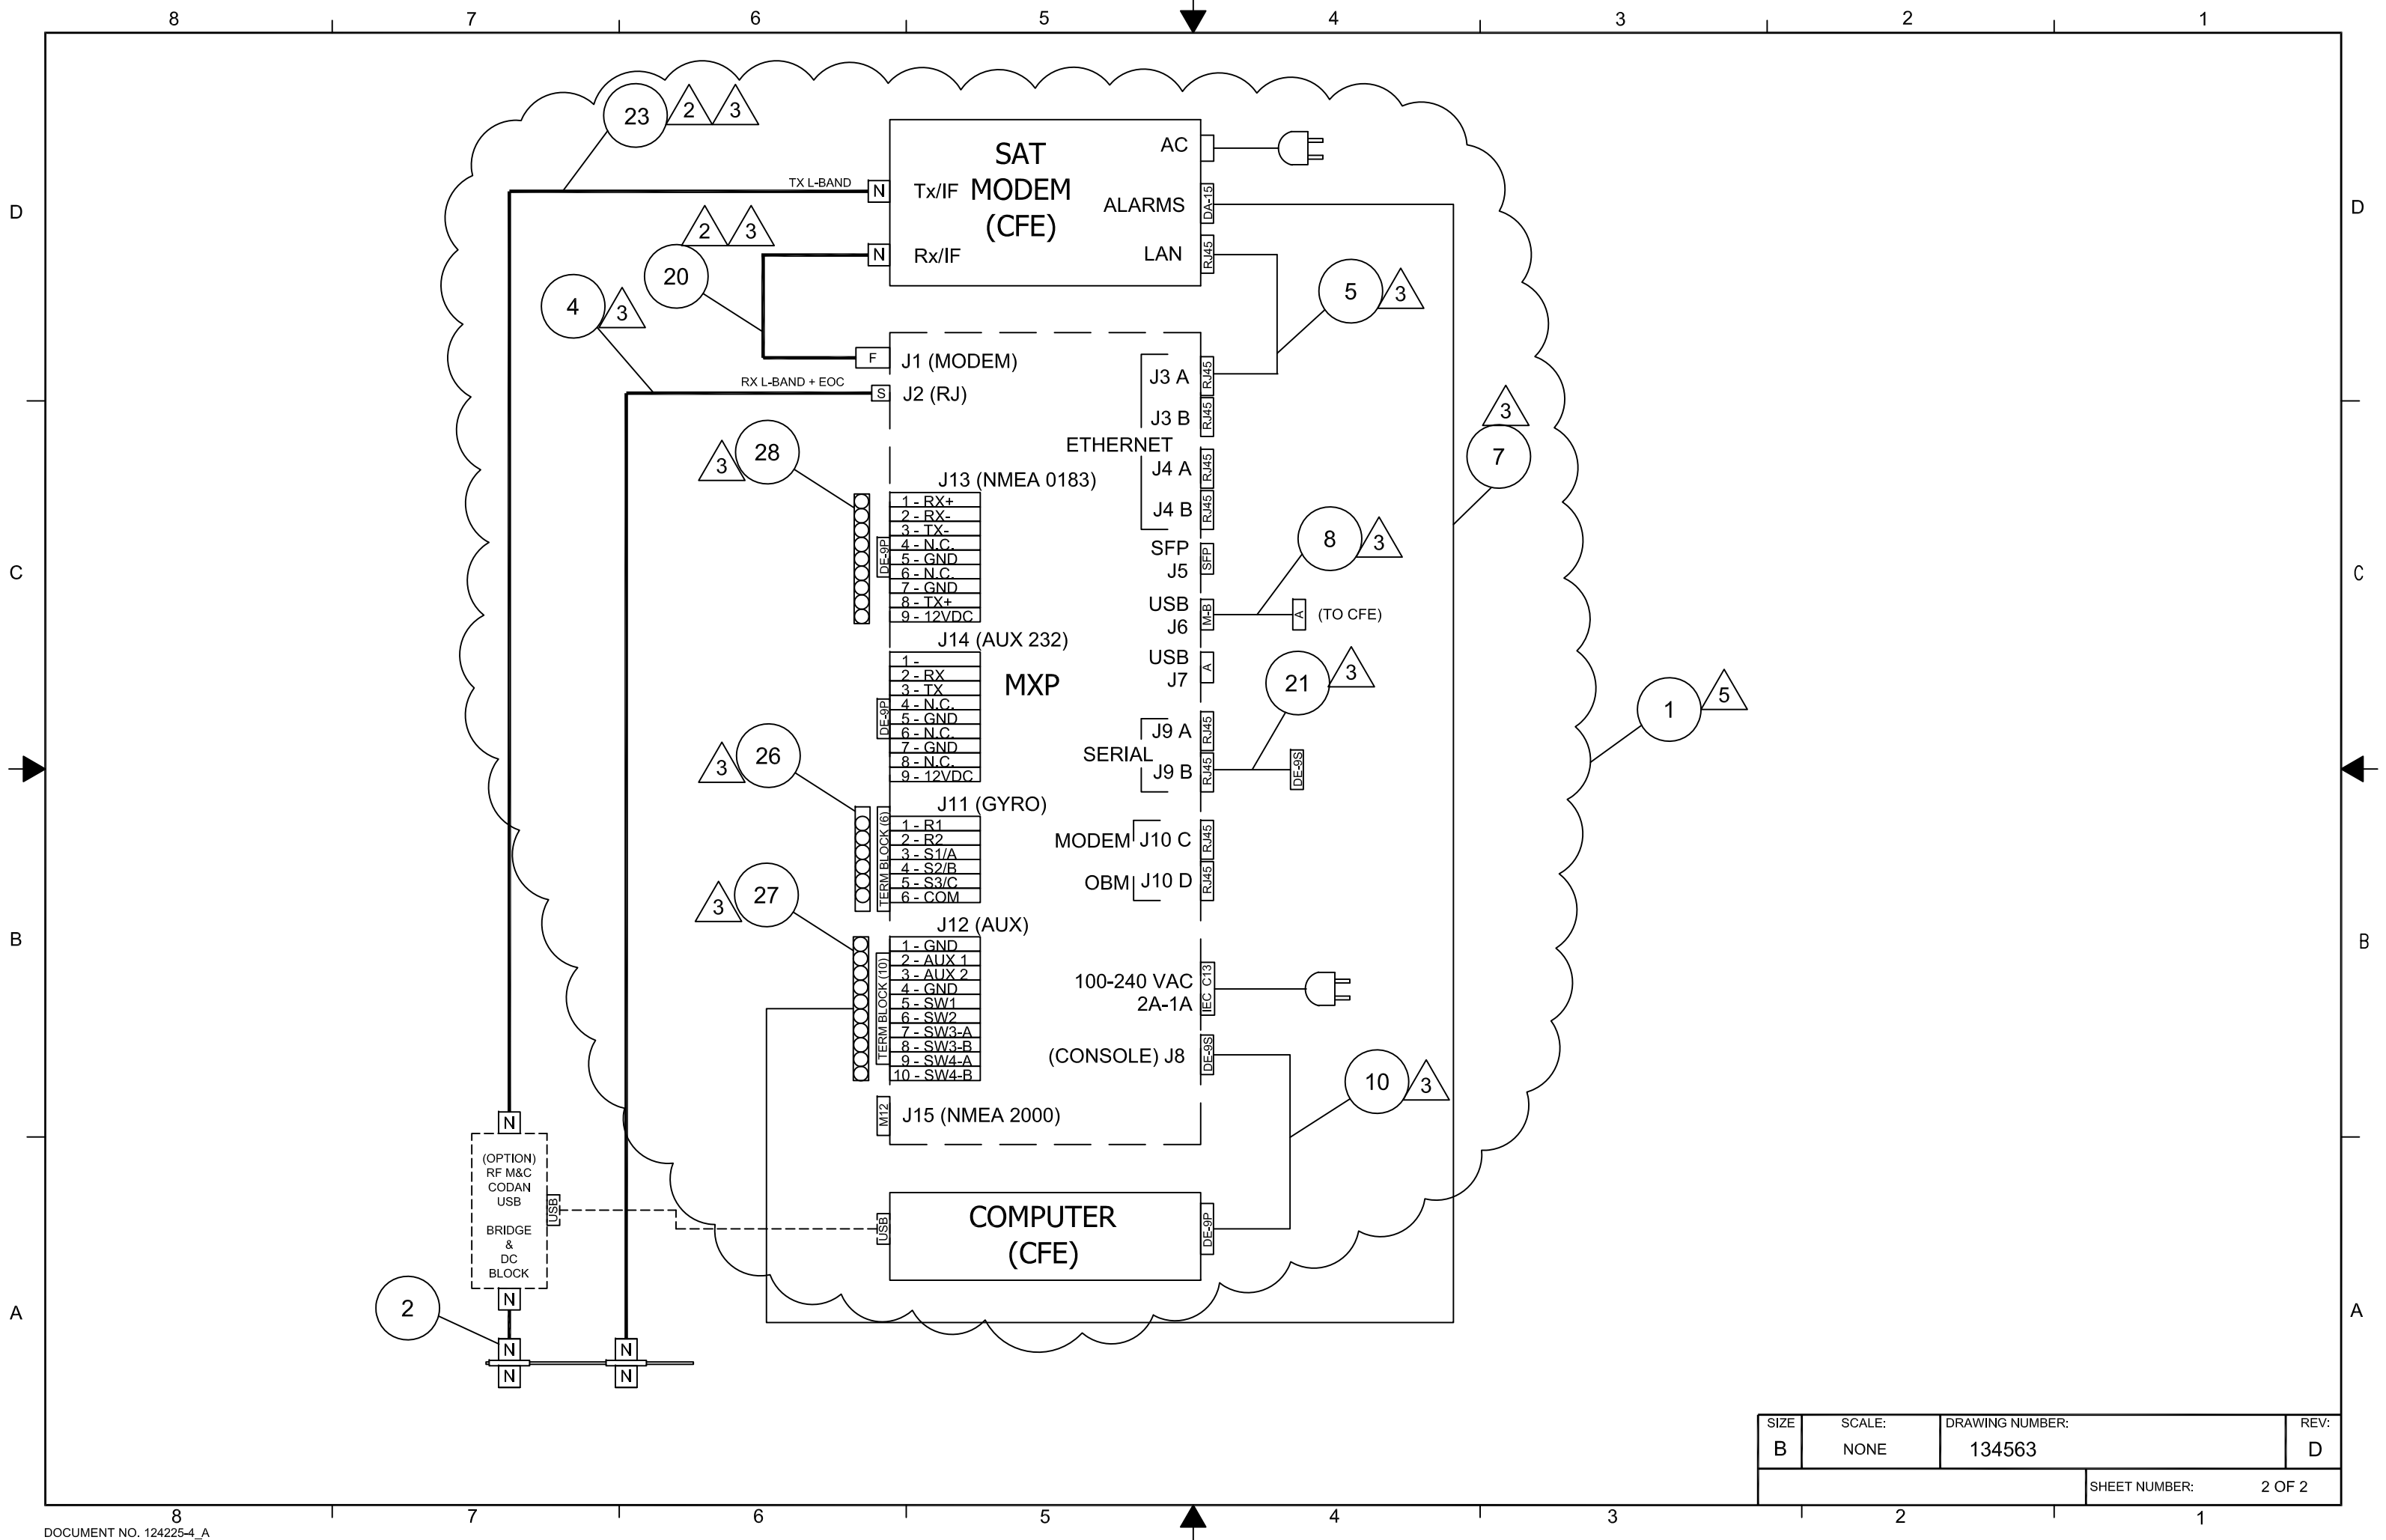 8 7 6 5 4 3 2 1
D
D
C
C
B
B
A
A
23 2 3
TX L-BAND
N Tx/IF
SAT
MODEM
(CFE)
AC
ALARMS DA-15
2 3
20
N Rx/IF
LAN RJ45
4 3
5 3
F J1 (MODEM)
RX L-BAND + EOC
S J2 (RJ)
J3 A RJ45
J3 B RJ45
ETHERNET
J4 A RJ45
J4 B RJ45
3
7
3 28
J13 (NMEA 0183)
DE-9P
1 - RX+
2 - RX-
3 - TX-
4 - N.C.
5 - GND
6 - N.C.
7 - GND
8 - TX+
9 - 12VDC
SFP
J5 SFP
8 3
USB
J6 M-B
A (TO CFE)
J14 (AUX 232)
DE-9P
1 -
2 - RX
3 - TX
4 - N.C.
5 - GND
6 - N.C.
7 - GND
8 - N.C.
9 - 12VDC
MXP
USB
J7 A
21 3
1 5
J9 A RJ45
SERIAL
J9 B RJ45
DE-9S
3 26
J11 (GYRO)
TERM BLOCK (6)
1 - R1
2 - R2
3 - S1/A
4 - S2/B
5 - S3/C
6 - COM
MODEM J10 C RJ45
OBM J10 D RJ45
3 27
J12 (AUX)
TERM BLOCK (10)
1 - GND
2 - AUX 1
3 - AUX 2
4 - GND
5 - SW1
6 - SW2
7 - SW3-A
8 - SW3-B
9 - SW4-A
10 - SW4-B
100-240 VAC
2A-1A
IEC C13
(CONSOLE) J8 DE-9S
10 3
M12 J15 (NMEA 2000)
N
(OPTION)
RF M&C
CODAN
USB
BRIDGE
&
DC
BLOCK
USB
USB
COMPUTER
(CFE)
DE-9P
N
2
N N
N N
SIZE
B
SCALE:
NONE
DRAWING NUMBER:
134563
REV:
D
SHEET NUMBER: 2 OF 2
8 7 6 5 4 3 2 1
DOCUMENT NO. 124225-4_A